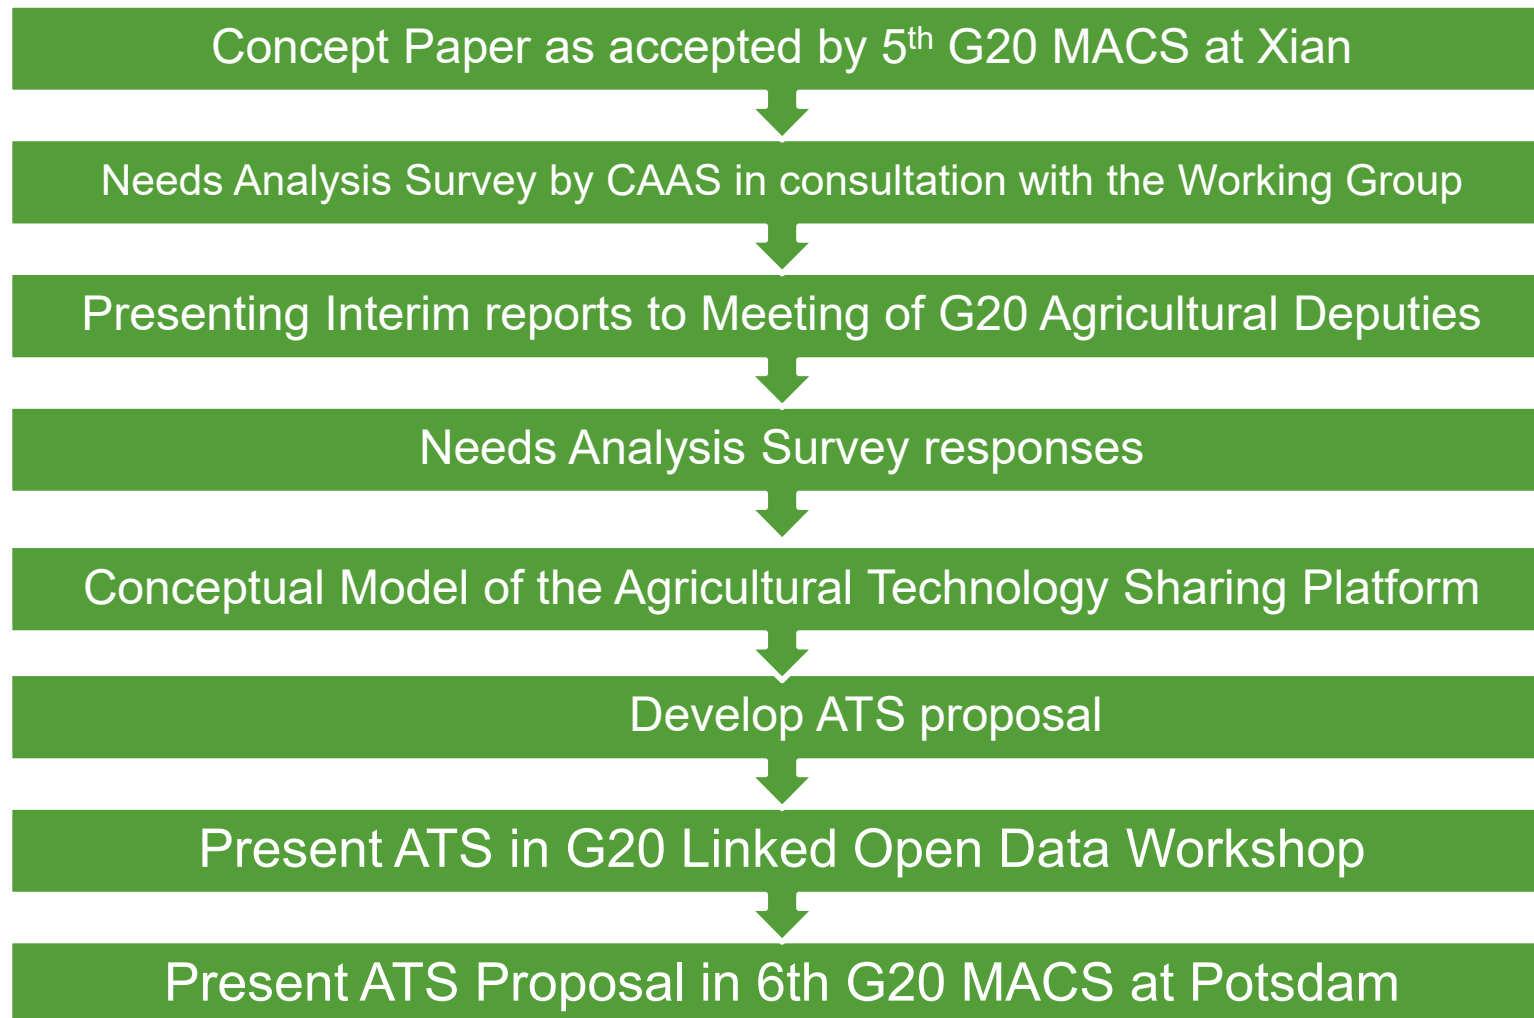 Concept Paper as accepted by 5th G20 MACS at Xian
Needs Analysis Survey by CAAS in consultation with the Working Group
Presenting Interim reports to Meeting of G20 Agricultural Deputies
Needs Analysis Survey responses
Conceptual Model of the Agricultural Technology Sharing Platform
Develop ATS proposal
Present ATS in G20 Linked Open Data Workshop
Present ATS Proposal in 6th G20 MACS at Potsdam